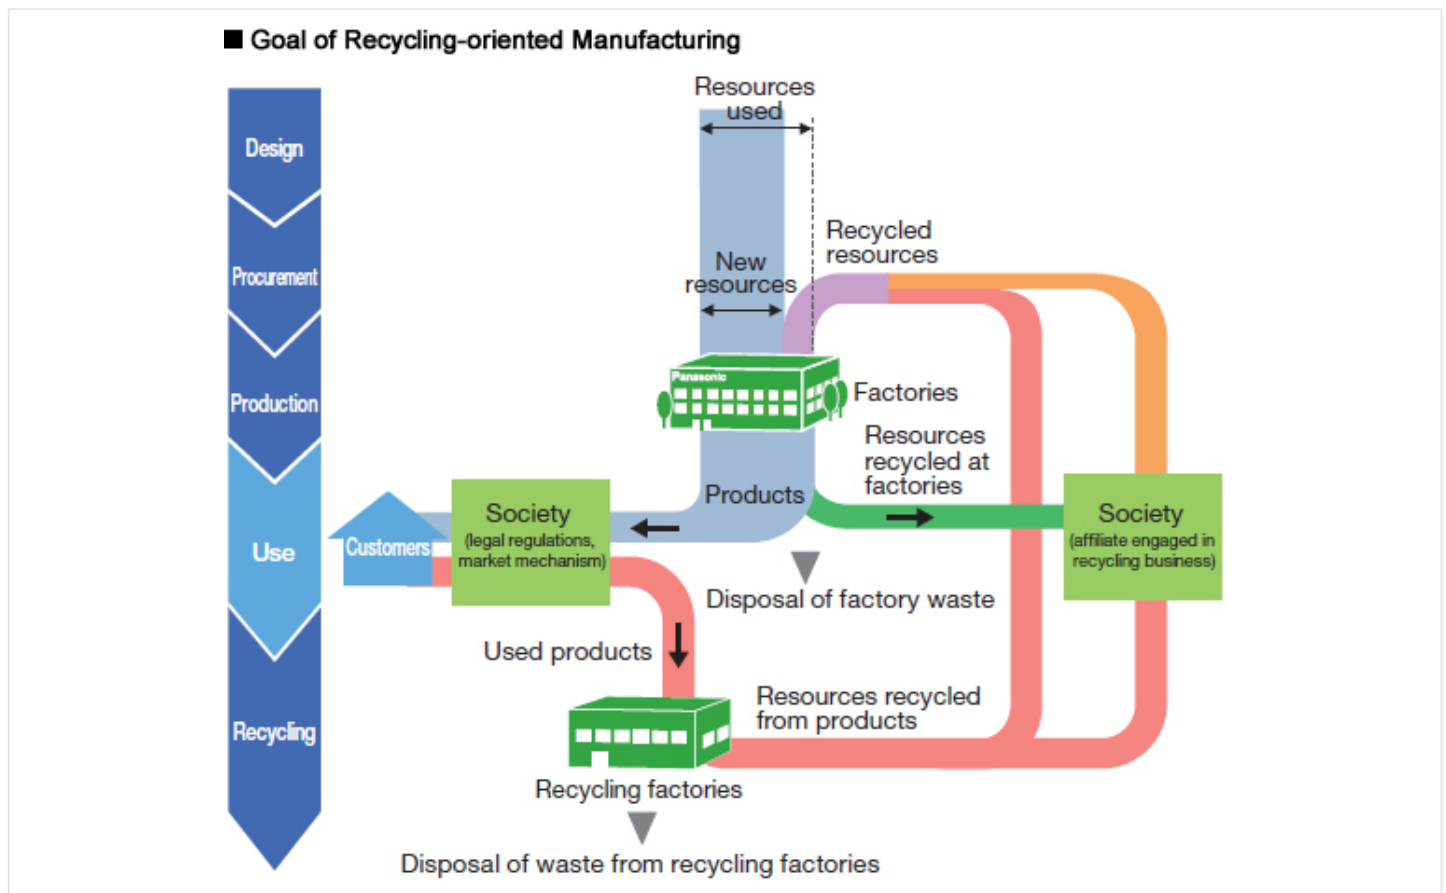 ■ Goal of Recycling-oriented Manufacturing
Design
Procurement
Production
Use
Recycling
Resources
used
New
resources
Recycled
resources
Panasonic
Factories
Resources
recycled at
factories
Products
Customers
Society
(legal regulations,
market mechanism)
Society
(affiliate engaged in
recycling business)
Disposal of factory waste
Used products
Resources recycled
from products
Recycling factories
Disposal of waste from recycling factories